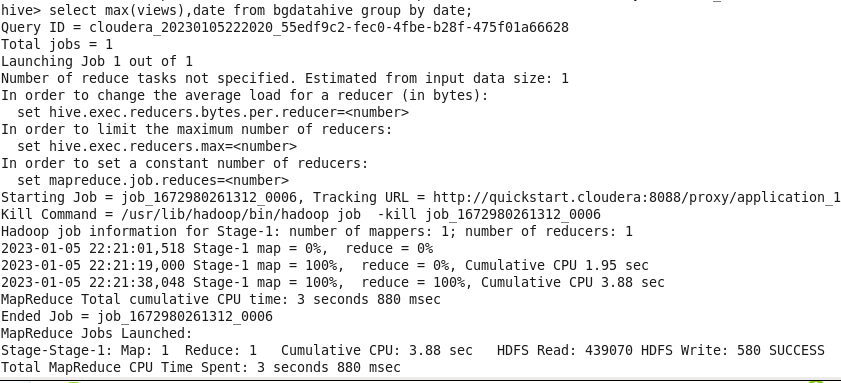 hive> select max(views),date from bgdatahive group by date;
Query ID = cloudera_20230105222020_55edf9c2-fec0-4fbe-b28f-475f01a66628
Total jobs = 1
Launching Job 1 out of 1
Number of reduce tasks not specified. Estimated from input data size: 1
In order to change the average load for a reducer (in bytes):
  set hive.exec.reducers.bytes.per.reducer=<number>
In order to limit the maximum number of reducers:
  set hive.exec.reducers.max=<number>
In order to set a constant number of reducers:
  set mapreduce.job.reduces=<number>
Starting Job = job_1672980261312_0006, Tracking URL = http://quickstart.cloudera:8088/proxy/application_1
Kill Command = /usr/lib/hadoop/bin/hadoop job  -kill job_1672980261312_0006
Hadoop job information for Stage-1: number of mappers: 1; number of reducers: 1
2023-01-05 22:21:01,518 Stage-1 map = 0%,  reduce = 0%
2023-01-05 22:21:19,000 Stage-1 map = 100%,  reduce = 0%, Cumulative CPU 1.95 sec
2023-01-05 22:21:38,048 Stage-1 map = 100%,  reduce = 100%, Cumulative CPU 3.88 sec
MapReduce Total cumulative CPU time: 3 seconds 880 msec
Ended Job = job_1672980261312_0006
MapReduce Jobs Launched:
Stage-Stage-1: Map: 1  Reduce: 1   Cumulative CPU: 3.88 sec   HDFS Read: 439070 HDFS Write: 580 SUCCESS
Total MapReduce CPU Time Spent: 3 seconds 880 msec